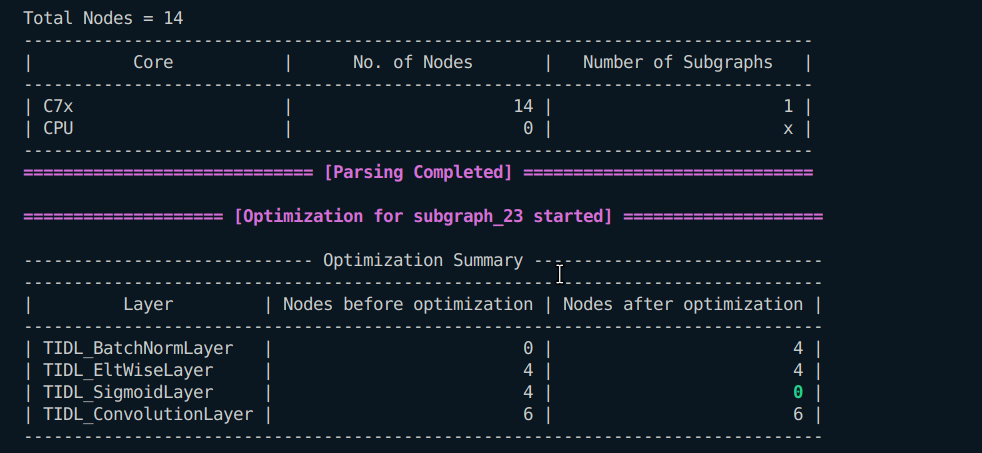 Total Nodes = 14
--------------------------------------------------------------------------------
|          Core           |      No. of Nodes       |   Number of Subgraphs   |
--------------------------------------------------------------------------------
| C7x                     |                      14 |                       1 |
| CPU                     |                       0 |                       x |
--------------------------------------------------------------------------------
============================= [Parsing Completed] =============================
==================== [Optimization for subgraph_23 started] ====================
----------------------------- Optimization Summary -----------------------------
--------------------------------------------------------------------------------
|         Layer         | Nodes before optimization | Nodes after optimization |
--------------------------------------------------------------------------------
| TIDL_BatchNormLayer   |                         0 |                        4 |
| TIDL_EltWiseLayer     |                         4 |                        4 |
| TIDL_SigmoidLayer     |                         4 |                        0 |
| TIDL_ConvolutionLayer |                         6 |                        6 |
--------------------------------------------------------------------------------